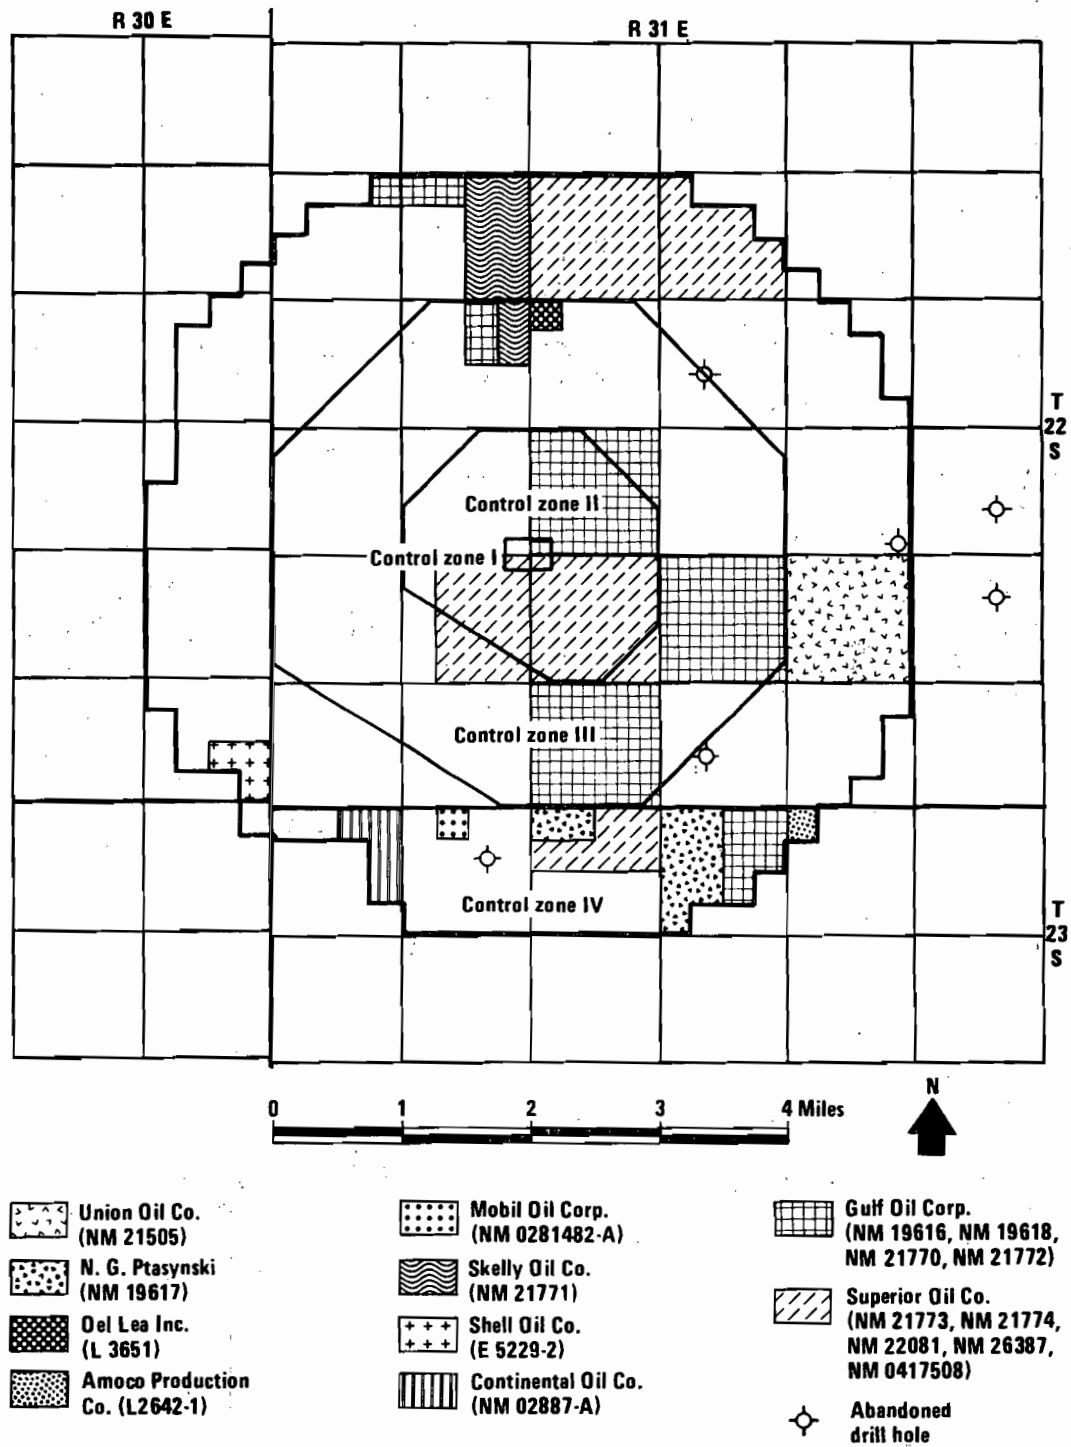 R 30 E
R 31 E
T
22
S
Control zone II
Control zone I
Control zone III
Control zone IV
T
23
S
N
0 1 2 3 4 Miles
Union Oil Co.
(NM 21505)
N. G. Ptasynski
(NM 19617)
Del Lea Inc.
(L 3651)
Amoco Production
Co. (L2642-1)
Mobil Oil Corp.
(NM 0281482-A)
Skelly Oil Co.
(NM 21771)
Shell Oil Co.
(E 5229-2)
Continental Oil Co.
(NM 02887-A)
Gulf Oil Corp.
(NM 19616, NM 19618,
NM 21770, NM 21772)
Superior Oil Co.
(NM 21773, NM 21774,
NM 22081, NM 26387,
NM 0417508)
Abandoned
drill hole